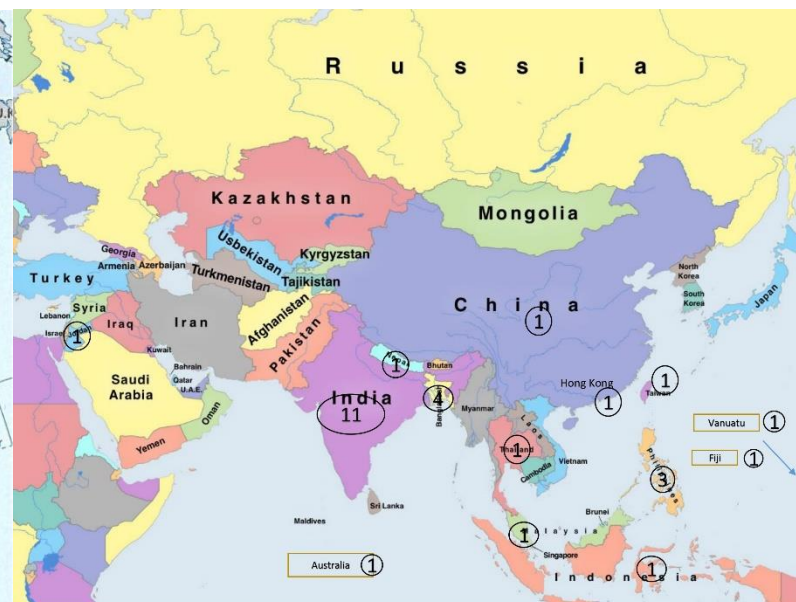 Russia
Kazakhstan
Mongolia
Georgia
Armenia
Azerbaijan
Usbekistan
Kyrgyzstan
Turkmenistan
Tajikistan
Turkey
North
Korea
South
Korea
Japan
China
1
Syria
Lebanon
Israel
Jordan
1
Iraq
Iran
Afghanistan
Pakistan
Kuwait
Bahrain
Qatar
U.A.E.
Saudi
Arabia
Oman
Yemen
Nepal
1
Bhutan
India
11
Bangladesh
4
Myanmar
Laos
Hong Kong
1
Taiwan
1
Thailand
1
Cambodia
Vietnam
Philippines
3
Vanuatu 1
Fiji 1
Sri Lanka
Maldives
Brunei
Malaysia
1
Singapore
Indonesia
1
Australia 1